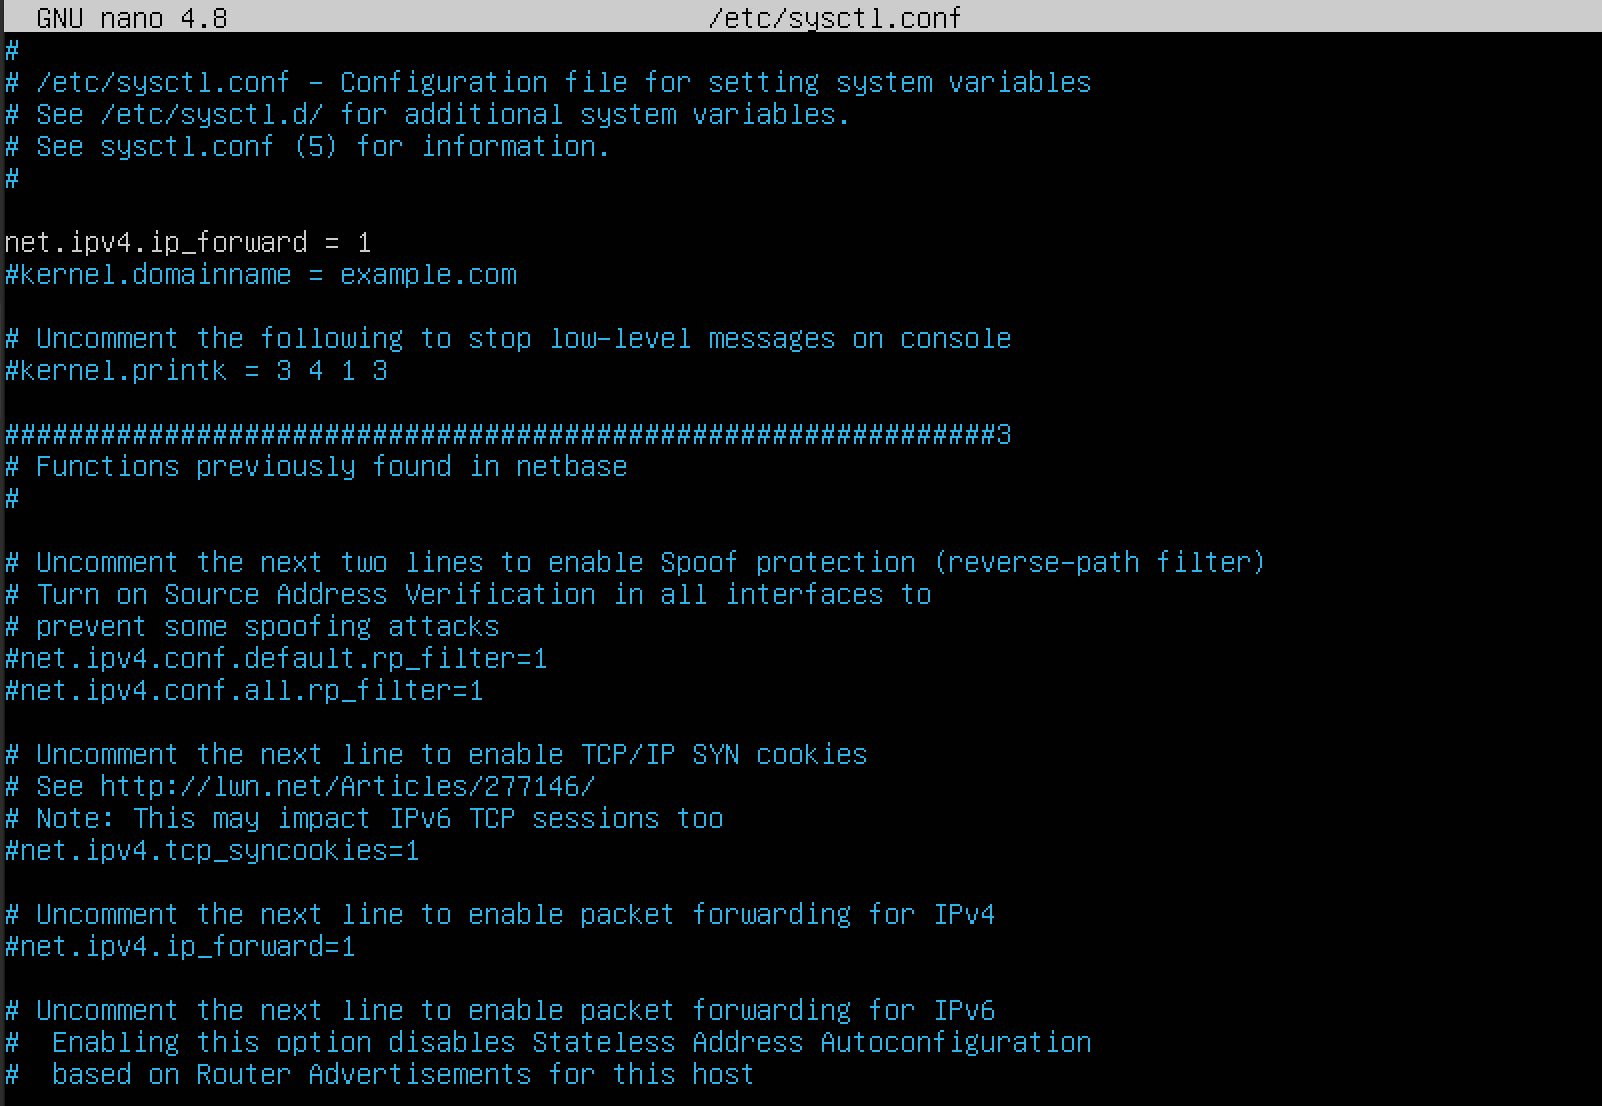 GNU nano 4.8 /etc/sysctl.conf
#
# /etc/sysctl.conf - Configuration file for setting system variables
# See /etc/sysctl.d/ for additional system variables.
# See sysctl.conf (5) for information.
#
net.ipv4.ip_forward = 1
#kernel.domainname = example.com
# Uncomment the following to stop low-level messages on console
#kernel.printk = 3 4 1 3
##############################################################3
# Functions previously found in netbase
#
# Uncomment the next two lines to enable Spoof protection (reverse-path filter)
# Turn on Source Address Verification in all interfaces to
# prevent some spoofing attacks
#net.ipv4.conf.default.rp_filter=1
#net.ipv4.conf.all.rp_filter=1
# Uncomment the next line to enable TCP/IP SYN cookies
# See http://lwn.net/Articles/277146/
# Note: This may impact IPv6 TCP sessions too
#net.ipv4.tcp_syncookies=1
# Uncomment the next line to enable packet forwarding for IPv4
#net.ipv4.ip_forward=1
# Uncomment the next line to enable packet forwarding for IPv6
#  Enabling this option disables Stateless Address Autoconfiguration
#  based on Router Advertisements for this host